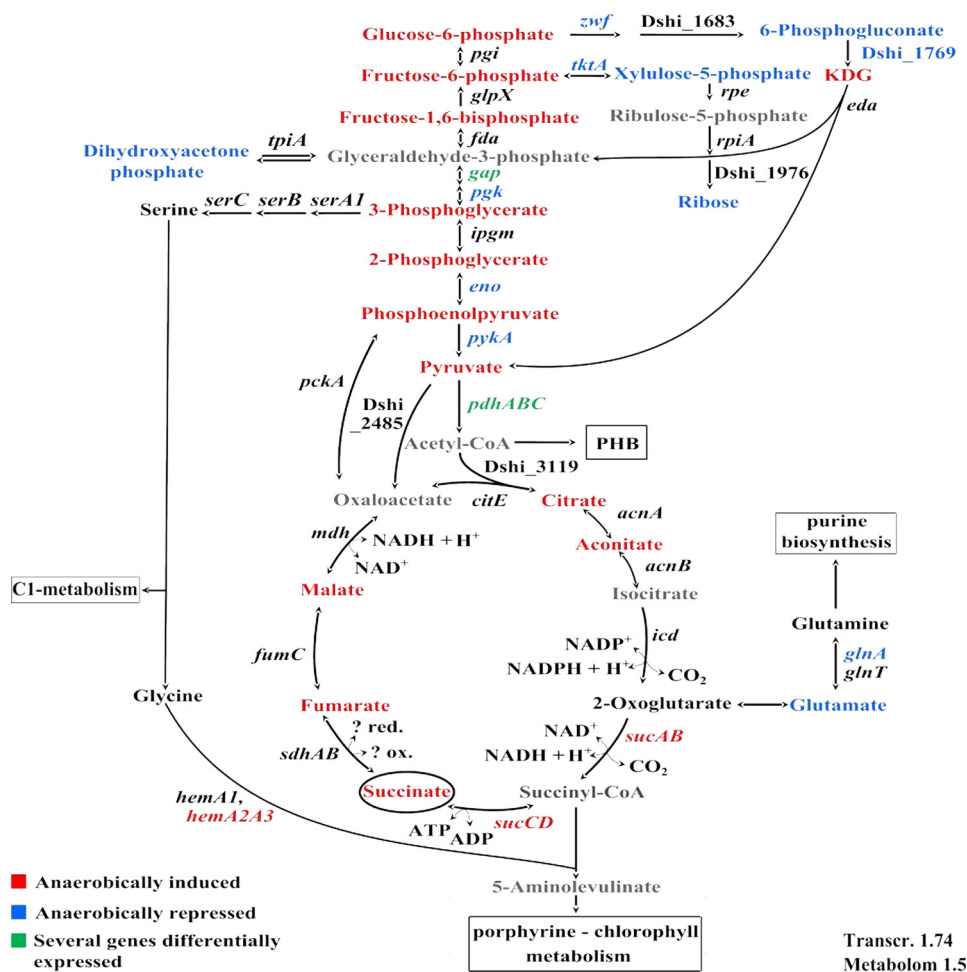 Glucose-6-phosphate zwf Dshi_1683 6-Phosphogluconate
pgi Dshi_1769
Fructose-6-phosphate tktA Xylulose-5-phosphate KDG
glpX rpe eda
Fructose-1,6-bisphosphate Ribulose-5-phosphate
tpiA fda rpiA
Dihydroxyacetone
phosphate
Glyceraldehyde-3-phosphate
gap Dshi_1976
pgk Ribose
Serine serC serB serA1 3-Phosphoglycerate
ipgm
2-Phosphoglycerate
eno
Phosphoenolpyruvate
pykA
Pyruvate
pckA
Dshi
_2485
pdhABC
Acetyl-CoA PHB
Dshi_3119
Oxaloacetate citE Citrate
mdh acnA
NADH + H⁺ Aconitate
purine
biosynthesis
NAD⁺ acnB
C1-metabolism Malate Isocitrate
Glutamine
NADP⁺ icd
fumC NADPH + H⁺ CO₂
glnA
glnT
Glycine Fumarate 2-Oxoglutarate Glutamate
? red. NAD⁺ sucAB
sdhAB ? ox. NADH + H⁺ CO₂
Succinate Succinyl-CoA
hemA1,
hemA2A3
ATP ADP sucCD
5-Aminolevulinate
Anaerobically induced
Anaerobically repressed
Several genes differentially
expressed
porphyrine - chlorophyll
metabolism
Transcr. 1.74
Metabolom 1.5